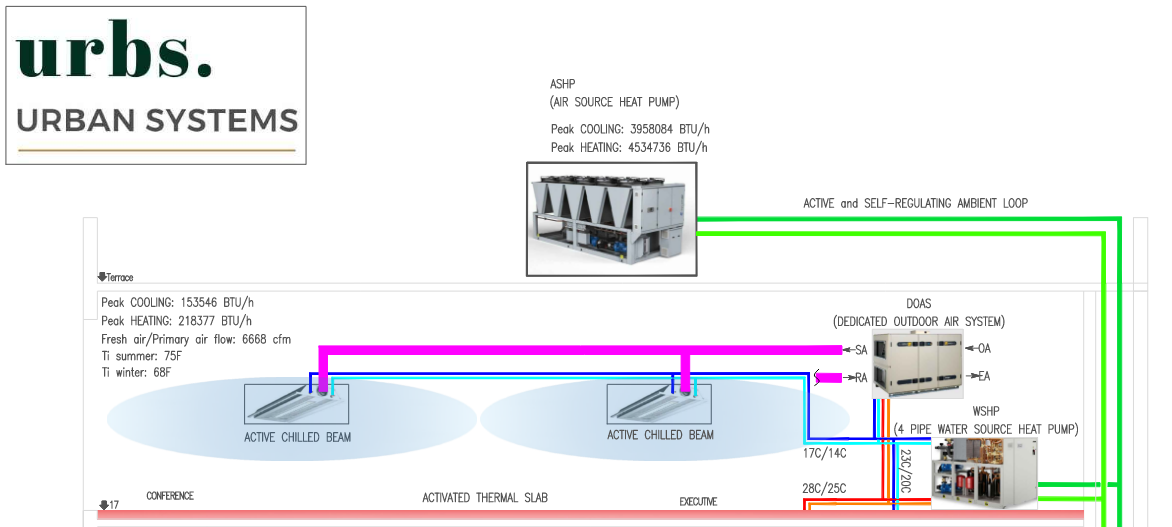 urbs.
URBAN SYSTEMS
ASHP
(AIR SOURCE HEAT PUMP)
Peak COOLING: 3958084 BTU/h
Peak HEATING: 4534736 BTU/h
ACTIVE and SELF-REGULATING AMBIENT LOOP
Terrace
Peak COOLING: 153546 BTU/h
Peak HEATING: 218377 BTU/h
Fresh air/Primary air flow: 6668 cfm
Ti summer: 75F
Ti winter: 68F
DOAS
(DEDICATED OUTDOOR AIR SYSTEM)
SA
OA
RA
EA
ACTIVE CHILLED BEAM
ACTIVE CHILLED BEAM
WSHP
(4 PIPE WATER SOURCE HEAT PUMP)
17C/14C
23C/20C
28C/25C
CONFERENCE
ACTIVATED THERMAL SLAB
EXECUTIVE
17